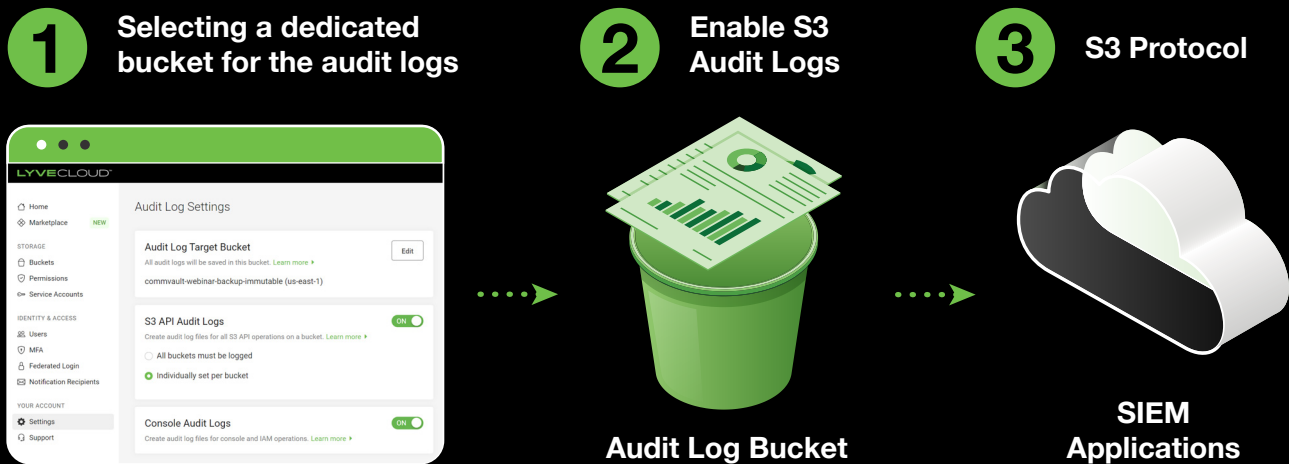 1
Selecting a dedicated
bucket for the audit logs
2
Enable S3
Audit Logs
3
S3 Protocol
LYVECLOUD™
Home
Marketplace NEW
STORAGE
Buckets
Permissions
Service Accounts
IDENTITY & ACCESS
Users
MFA
Federated Login
Notification Recipients
YOUR ACCOUNT
Settings
Support
Audit Log Settings
Audit Log Target Bucket
Edit
All audit logs will be saved in this bucket. Learn more
commvault-webinar-backup-immutable (us-east-1)
S3 API Audit Logs
ON
Create audit log files for all S3 API operations on a bucket. Learn more
All buckets must be logged
Individually set per bucket
Console Audit Logs
ON
Create audit log files for console and IAM operations. Learn more
Audit Log Bucket
SIEM
Applications